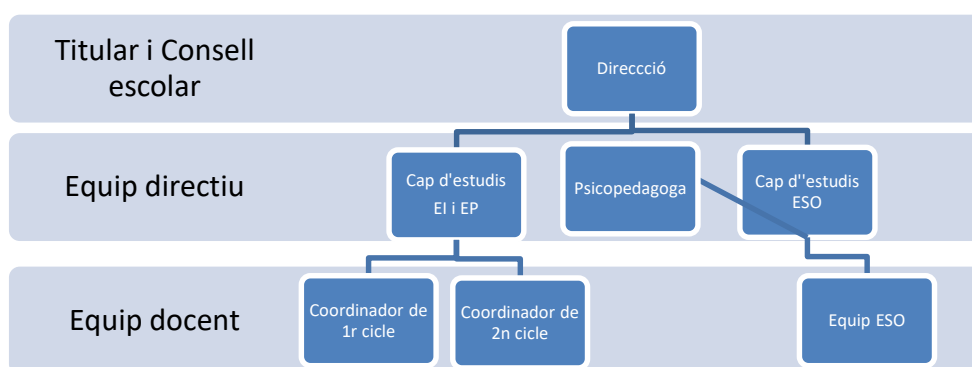 Titular i Consell
escolar
Direccció
Equip directiu
Cap d'estudis
EI i EP
Psicopedagoga
Cap d''estudis
ESO
Equip docent
Coordinador de
1r cicle
Coordinador de
2n cicle
Equip ESO